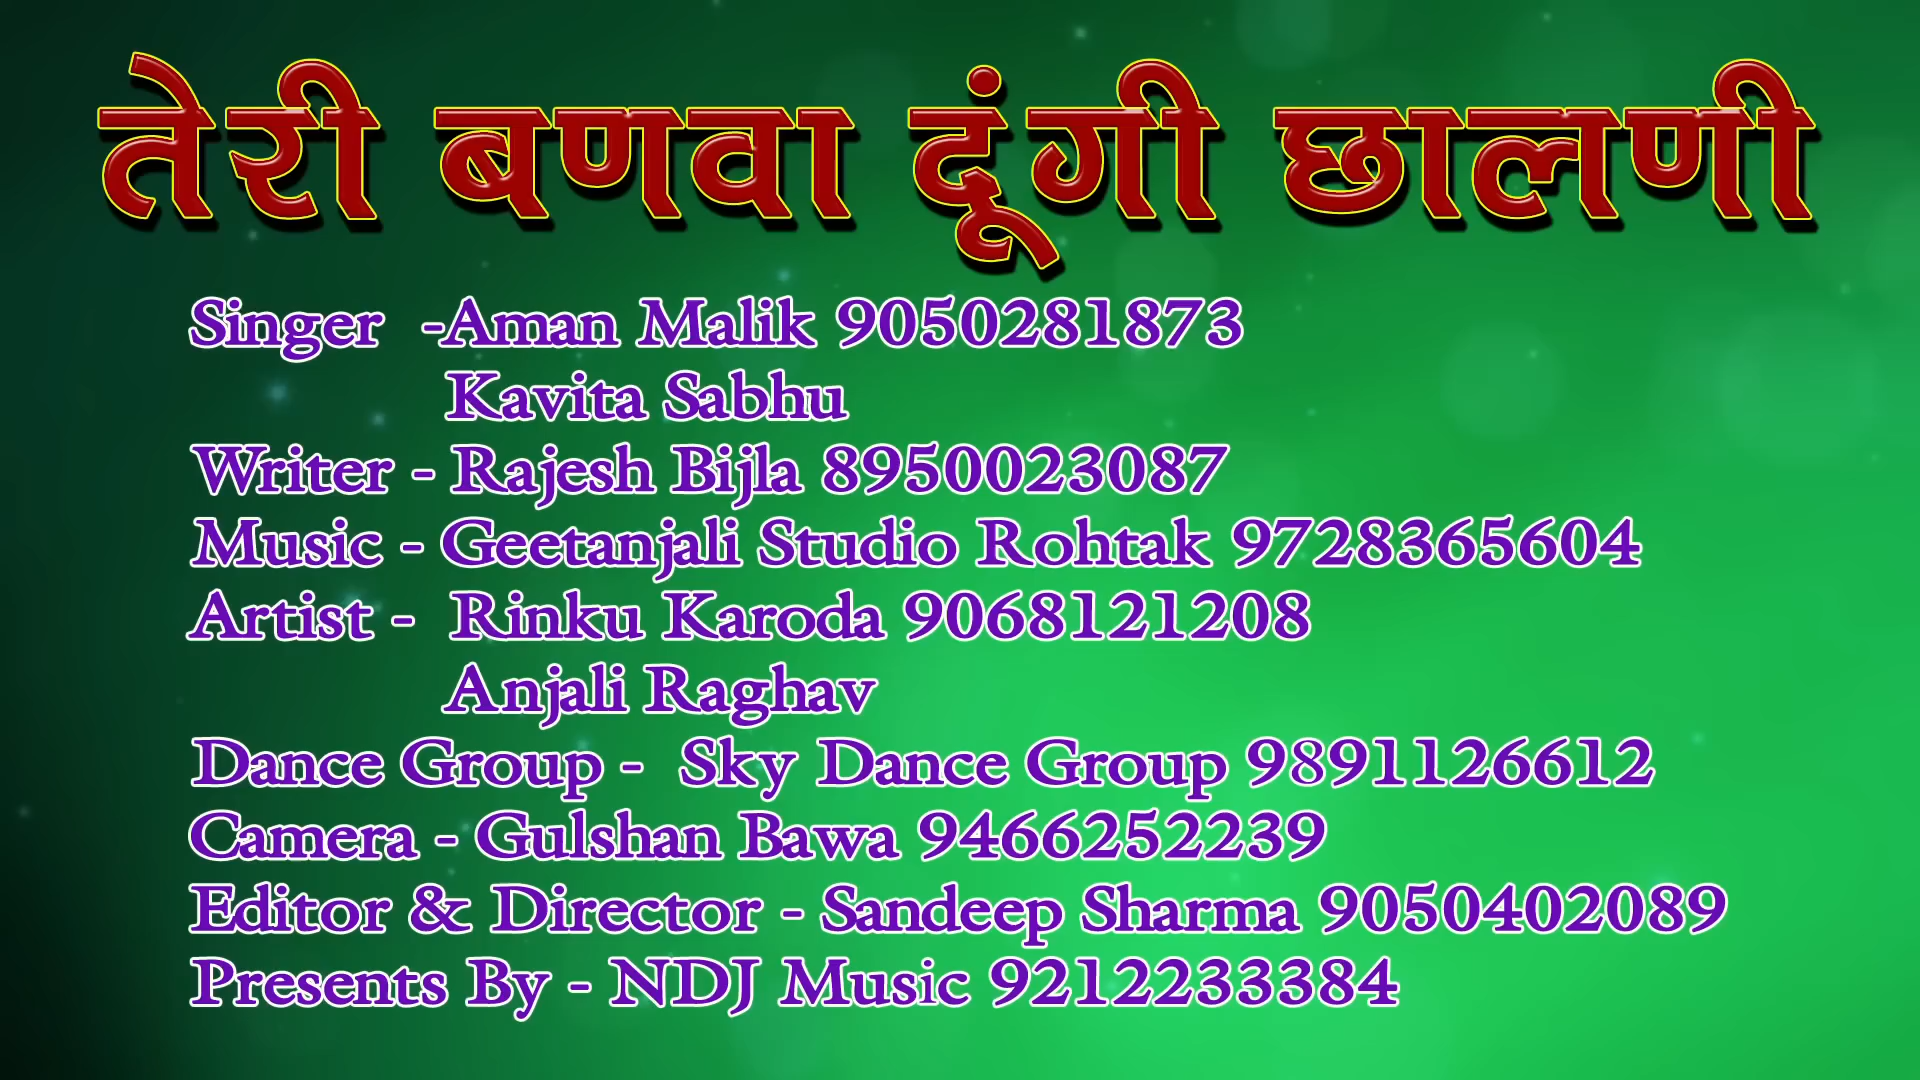 तेरी बणवा दूंगी छालणी
Singer -Aman Malik 9050281873
Kavita Sabhu
Writer - Rajesh Bijla 8950023087
Music - Geetanjali Studio Rohtak 9728365604
Artist - Rinku Karoda 9068121208
Anjali Raghav
Dance Group - Sky Dance Group 9891126612
Camera - Gulshan Bawa 9466252239
Editor & Director - Sandeep Sharma 9050402089
Presents By - NDJ Music 9212233384